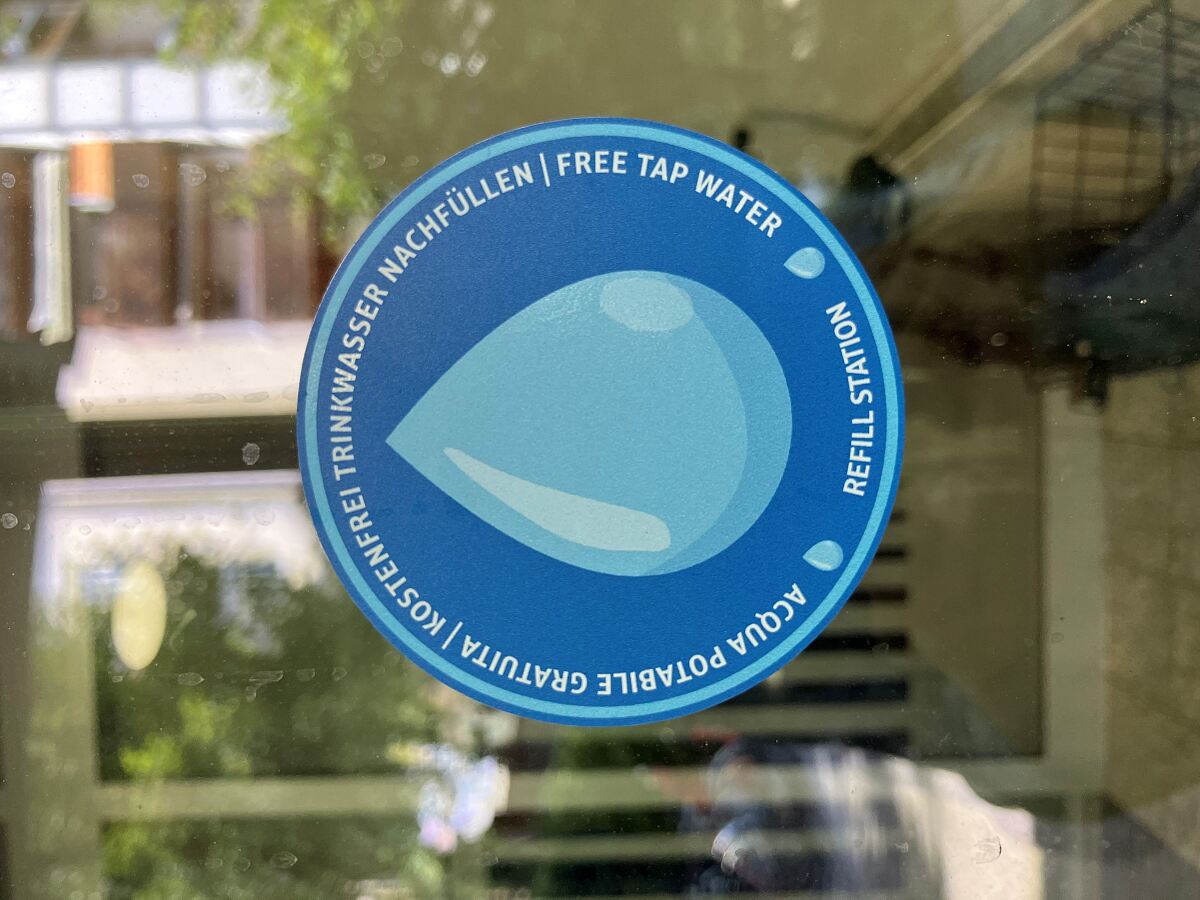 ACQUA POTABILE GRATUITA | KOSTENFREI TRINKWASSER NACHFÜLLEN | FREE TAP WATER
REFILL STATION